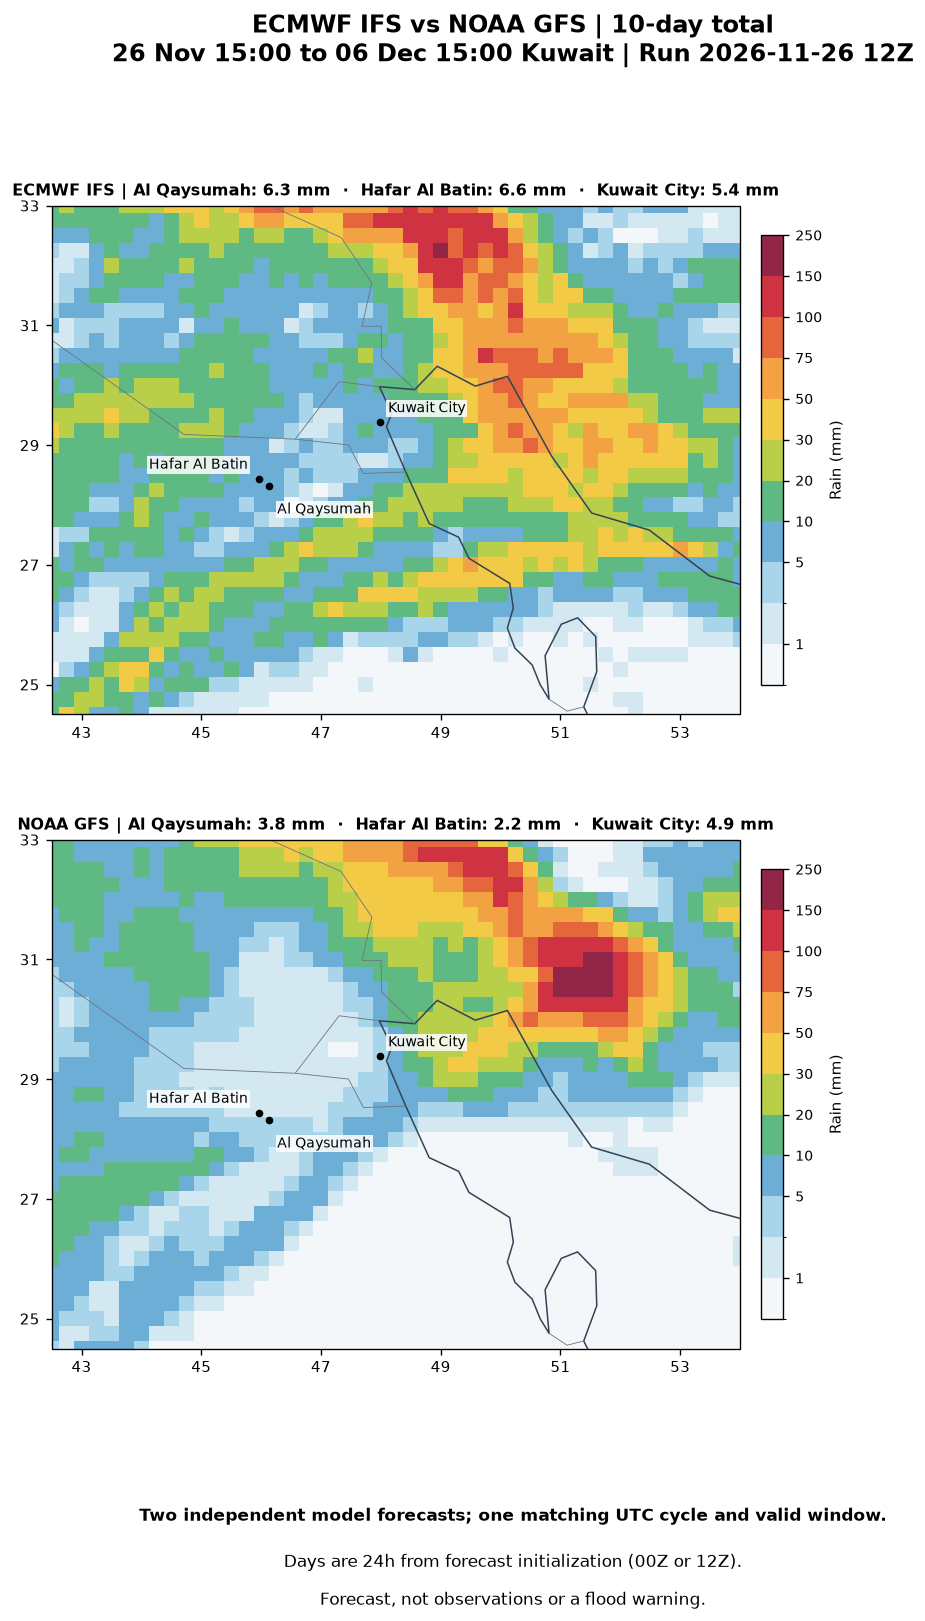 ECMWF IFS vs NOAA GFS | 10-day total
26 Nov 15:00 to 06 Dec 15:00 Kuwait | Run 2026-11-26 12Z
ECMWF IFS | Al Qaysumah: 6.3 mm · Hafar Al Batin: 6.6 mm · Kuwait City: 5.4 mm
33
31
29
27
25
Kuwait City
Hafar Al Batin
Al Qaysumah
43 45 47 49 51 53
250
150
100
75
50
30
20
10
5
1
Rain (mm)
NOAA GFS | Al Qaysumah: 3.8 mm · Hafar Al Batin: 2.2 mm · Kuwait City: 4.9 mm
33
31
29
27
25
Kuwait City
Hafar Al Batin
Al Qaysumah
43 45 47 49 51 53
250
150
100
75
50
30
20
10
5
1
Rain (mm)
Two independent model forecasts; one matching UTC cycle and valid window.
Days are 24h from forecast initialization (00Z or 12Z).
Forecast, not observations or a flood warning.